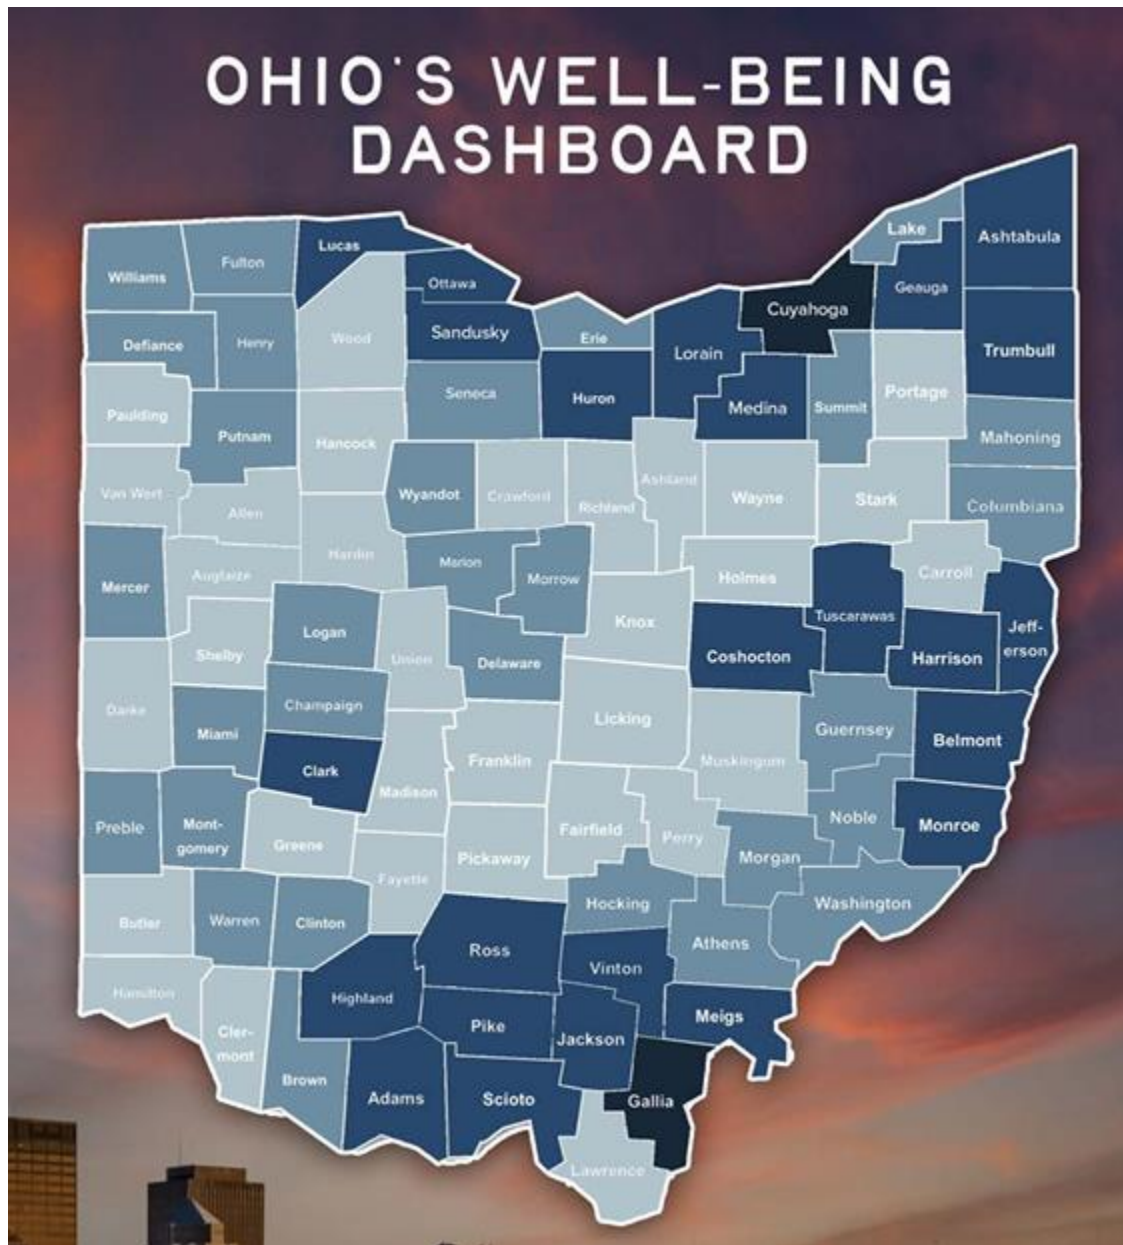 OHIO'S WELL-BEING
DASHBOARD
Lake
Ashtabula
Lucas
Fulton
Williams
Ottawa
Geauga
Cuyahoga
Sandusky
Erie
Wood
Henry
Defiance
Lorain
Trumbull
Seneca
Huron
Portage
Medina
Summit
Paulding
Putnam
Mahoning
Hancock
Van Wert
Wyandot
Crawford
Ashland
Wayne
Stark
Richland
Columbiana
Allen
Hardin
Marion
Carroll
Auglaize
Morrow
Holmes
Mercer
Tuscarawas
Knox
Jeff-
erson
Logan
Shelby
Union
Delaware
Coshocton
Harrison
Champaign
Darke
Licking
Guernsey
Miami
Belmont
Franklin
Muskingum
Clark
Madison
Noble
Preble
Mont-
gomery
Monroe
Fairfield
Perry
Greene
Pickaway
Morgan
Fayette
Hocking
Washington
Butler
Warren
Clinton
Athens
Ross
Vinton
Hamilton
Highland
Meigs
Pike
Jackson
Cler-
mont
Brown
Adams
Scioto
Gallia
Lawrence